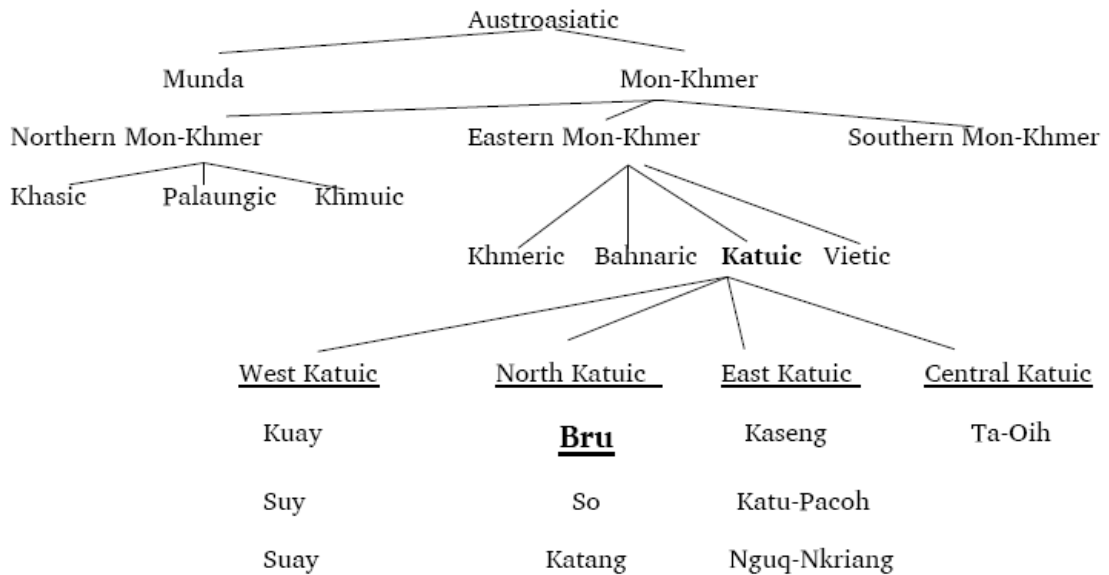 Austroasiatic
Munda Mon-Khmer
Northern Mon-Khmer Eastern Mon-Khmer Southern Mon-Khmer
Khasic Palaungic Khmuic
Khmeric Bahnaric Katuic Vietic
West Katuic North Katuic East Katuic Central Katuic
Kuay Bru Kaseng Ta-Oih
Suy So Katu-Pacoh
Suay Katang Nguq-Nkriang